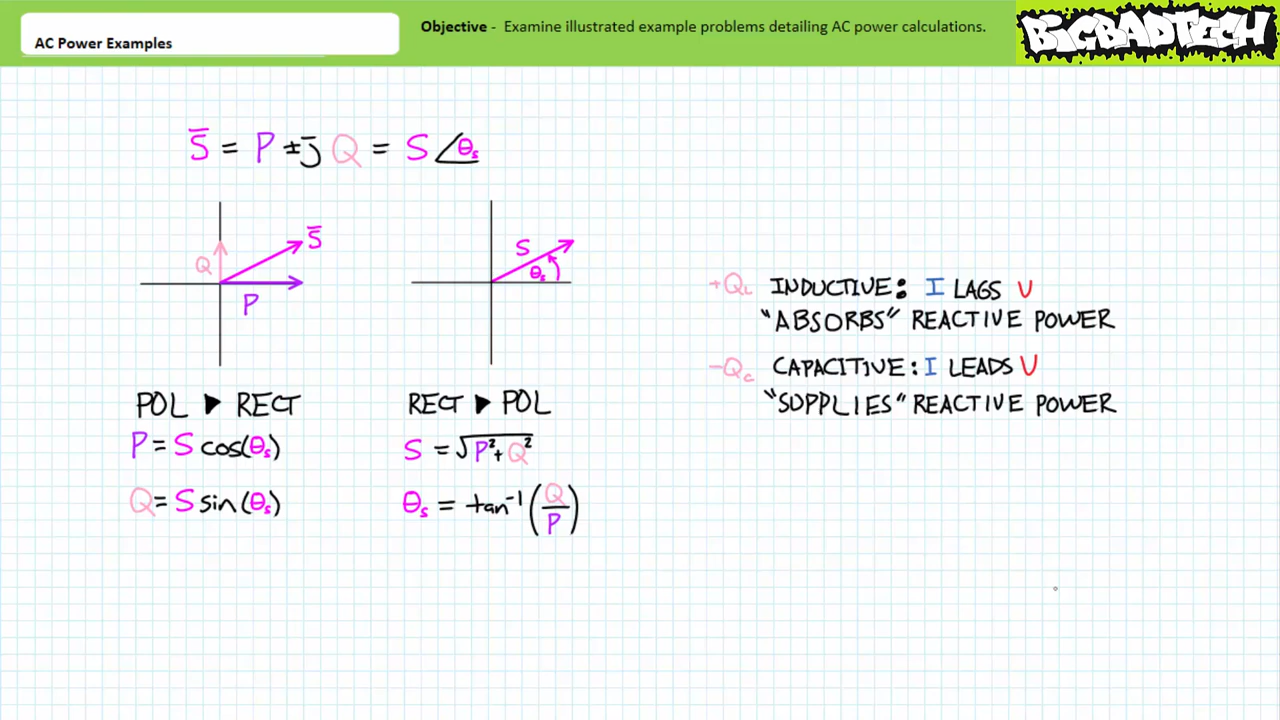 AC Power Examples
Objective - Examine illustrated example problems detailing AC power calculations.
BIGBADTECH
S̄ = P ±j Q = S ∠θs
Q
P
S̄
S
θs
POL ▶ RECT
P = S cos(θs)
Q = S sin(θs)
RECT ▶ POL
S = √P²+Q²
θs = tan⁻¹(Q/P)
+QL INDUCTIVE: I LAGS V
"ABSORBS" REACTIVE POWER
-Qc CAPACITIVE: I LEADS V
"SUPPLIES" REACTIVE POWER